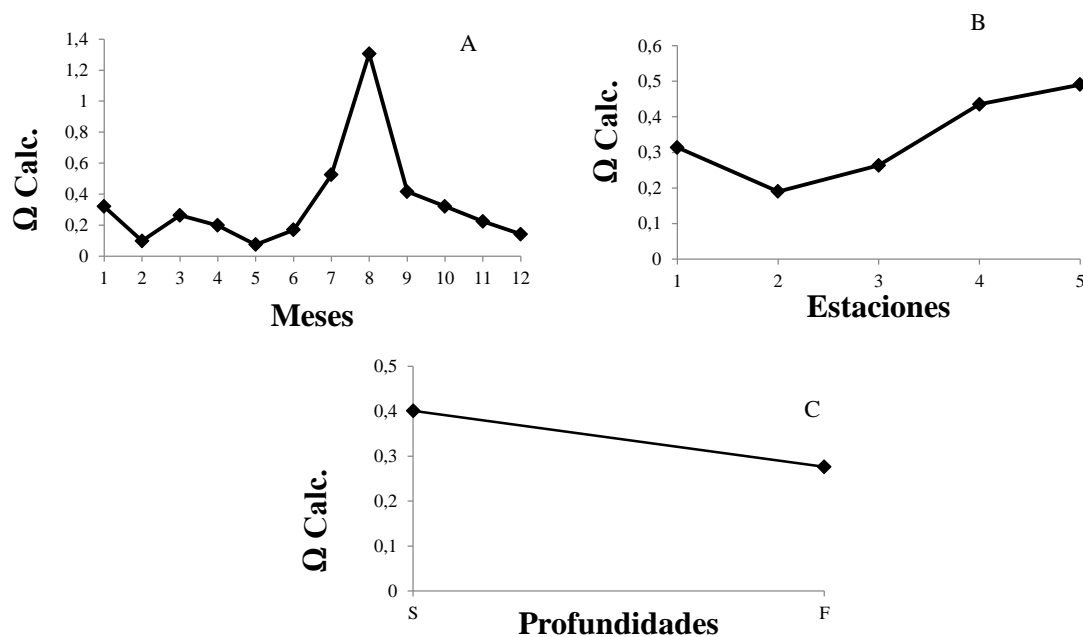 A
Ω Calc.
1,4
1,2
1
0,8
0,6
0,4
0,2
0
1 2 3 4 5 6 7 8 9 10 11 12
Meses
B
Ω Calc.
0,6
0,5
0,4
0,3
0,2
0,1
0
1 2 3 4 5
Estaciones
C
Ω Calc.
0,5
0,4
0,3
0,2
0,1
0
S F
Profundidades